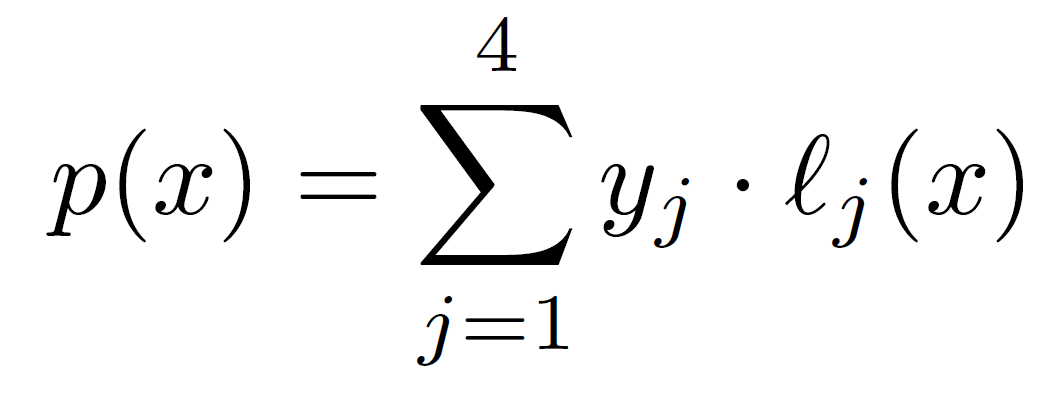 p(x) = \sum_{j=1}^{4} y_j \cdot \ell_j(x)